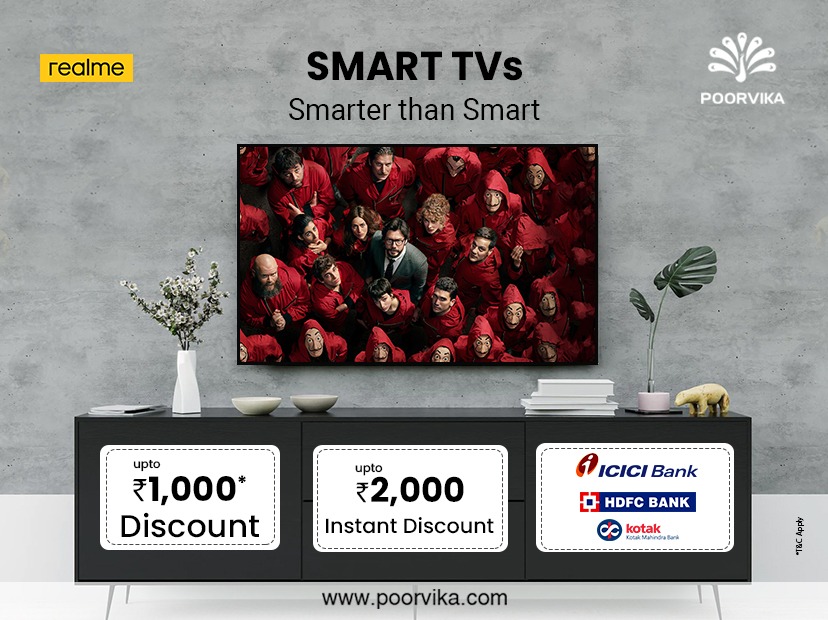 realme
SMART TVs
Smarter than Smart
POORVIKA
upto
₹1,000*
Discount
upto
₹2,000
Instant Discount
ICICI Bank
HDFC BANK
kotak
Kotak Mahindra Bank
*T&C Apply
www.poorvika.com